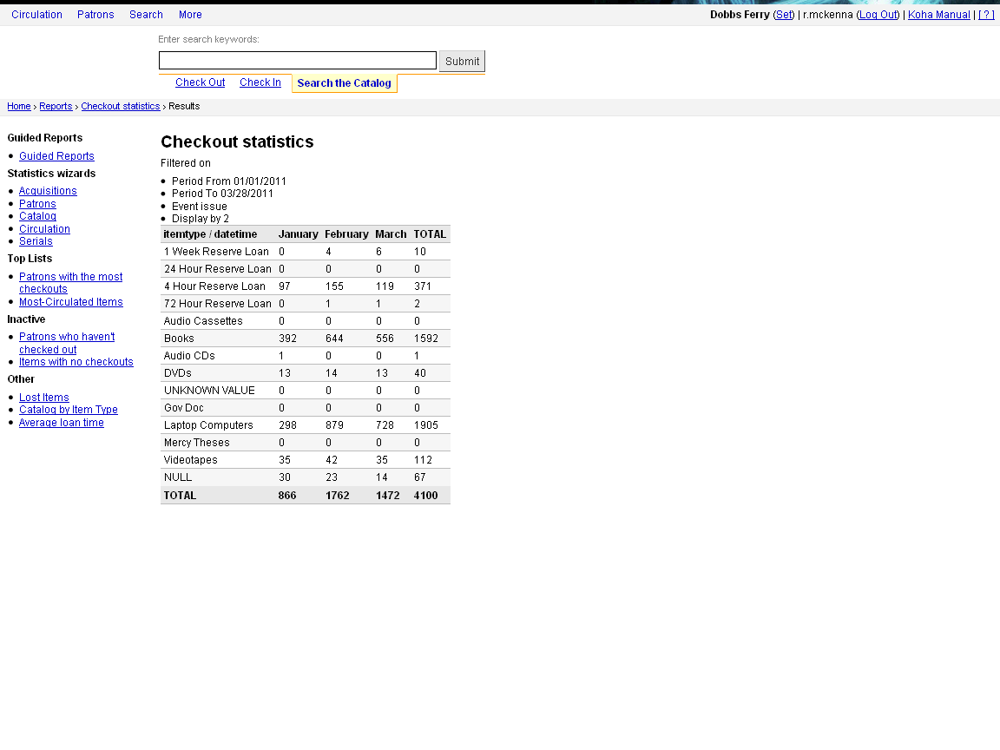 Circulation Patrons Search More Dobbs Ferry (Set) | r.mckenna (Log Out) | Koha Manual | [ ? ]
Enter search keywords:
Submit
Check Out Check In Search the Catalog
Home › Reports › Checkout statistics › Results
Guided Reports
• Guided Reports
Statistics wizards
• Acquisitions
• Patrons
• Catalog
• Circulation
• Serials
Top Lists
• Patrons with the most
checkouts
• Most-Circulated Items
Inactive
• Patrons who haven't
checked out
• Items with no checkouts
Other
• Lost Items
• Catalog by Item Type
• Average loan time
Checkout statistics
Filtered on
• Period From 01/01/2011
• Period To 03/28/2011
• Event issue
• Display by 2
itemtype / datetime January February March TOTAL
1 Week Reserve Loan 0 4 6 10
24 Hour Reserve Loan 0 0 0 0
4 Hour Reserve Loan 97 155 119 371
72 Hour Reserve Loan 0 1 1 2
Audio Cassettes 0 0 0 0
Books 392 644 556 1592
Audio CDs 1 0 0 1
DVDs 13 14 13 40
UNKNOWN VALUE 0 0 0 0
Gov Doc 0 0 0 0
Laptop Computers 298 879 728 1905
Mercy Theses 0 0 0 0
Videotapes 35 42 35 112
NULL 30 23 14 67
TOTAL 866 1762 1472 4100